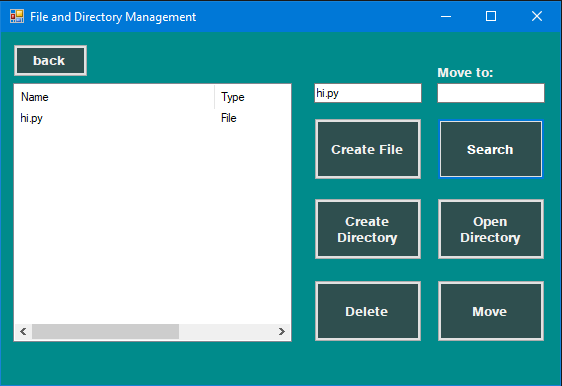 File and Directory Management
back
Move to:
Name Type
hi.py File
hi.py
Create File
Search
Create
Directory
Open
Directory
Delete
Move